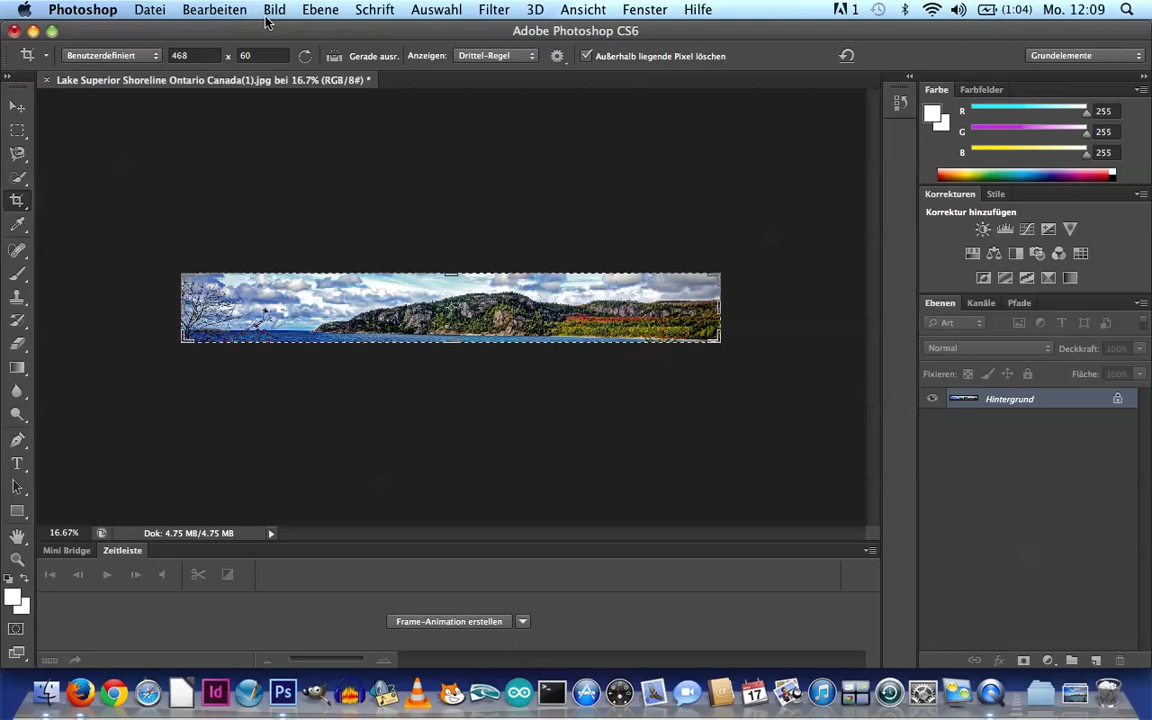 Photoshop Datei Bearbeiten Bild Ebene Schrift Auswahl Filter 3D Ansicht Fenster Hilfe 1 (1:04) Mo. 12:09
Adobe Photoshop CS6
Benutzerdefiniert 468 x 60 Gerade ausr. Anzeigen: Drittel-Regel Außerhalb liegende Pixel löschen Grundelemente
× Lake Superior Shoreline Ontario Canada(1).jpg bei 16.7% (RGB/8#) *
Farbe Farbfelder
R 255
G 255
B 255
Korrekturen Stile
Korrektur hinzufügen
Ebenen Kanäle Pfade
Art
Normal Deckkraft: 100%
Fixieren: Fläche: 100%
Hintergrund
16.67% Dok: 4.75 MB/4.75 MB
Mini Bridge Zeitleiste
Frame-Animation erstellen
Id Ps 17